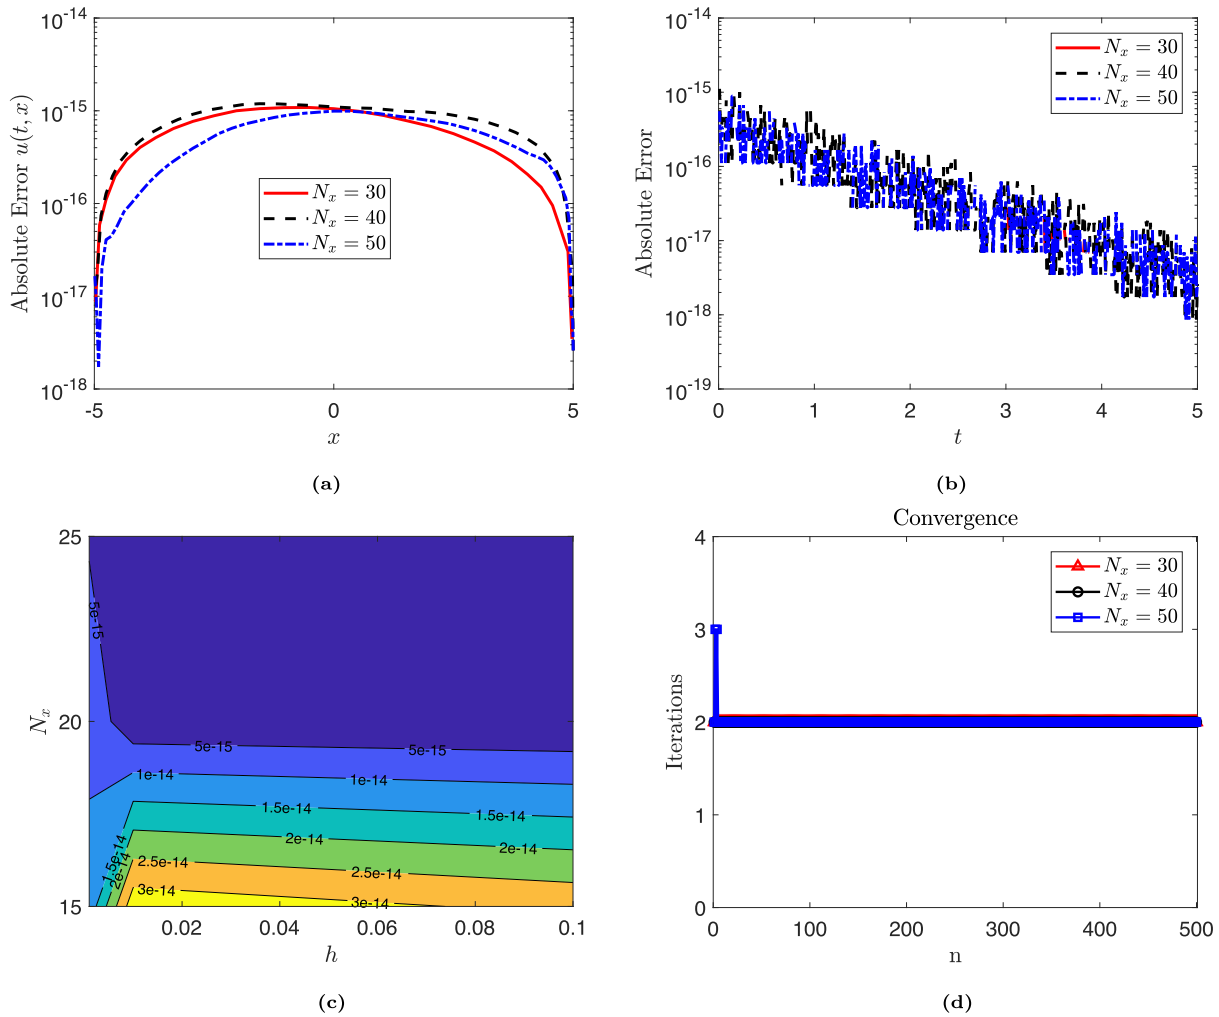 10^-14
10^-15
10^-16
10^-17
10^-18
-5
0
5
x
Absolute Error u(t, x)
N_x = 30
N_x = 40
N_x = 50
(a)
10^-14
10^-15
10^-16
10^-17
10^-18
10^-19
0
1
2
3
4
5
t
Absolute Error
N_x = 30
N_x = 40
N_x = 50
(b)
25
20
15
N_x
0.02
0.04
0.06
0.08
0.1
h
5e-15
5e-15
5e-15
1e-14
1e-14
1.5e-14
1.5e-14
1.5e-14
2e-14
2e-14
2e-14
2.5e-14
2.5e-14
3e-14
3e-14
(c)
Convergence
4
3
2
1
0
Iterations
0
100
200
300
400
500
n
N_x = 30
N_x = 40
N_x = 50
(d)